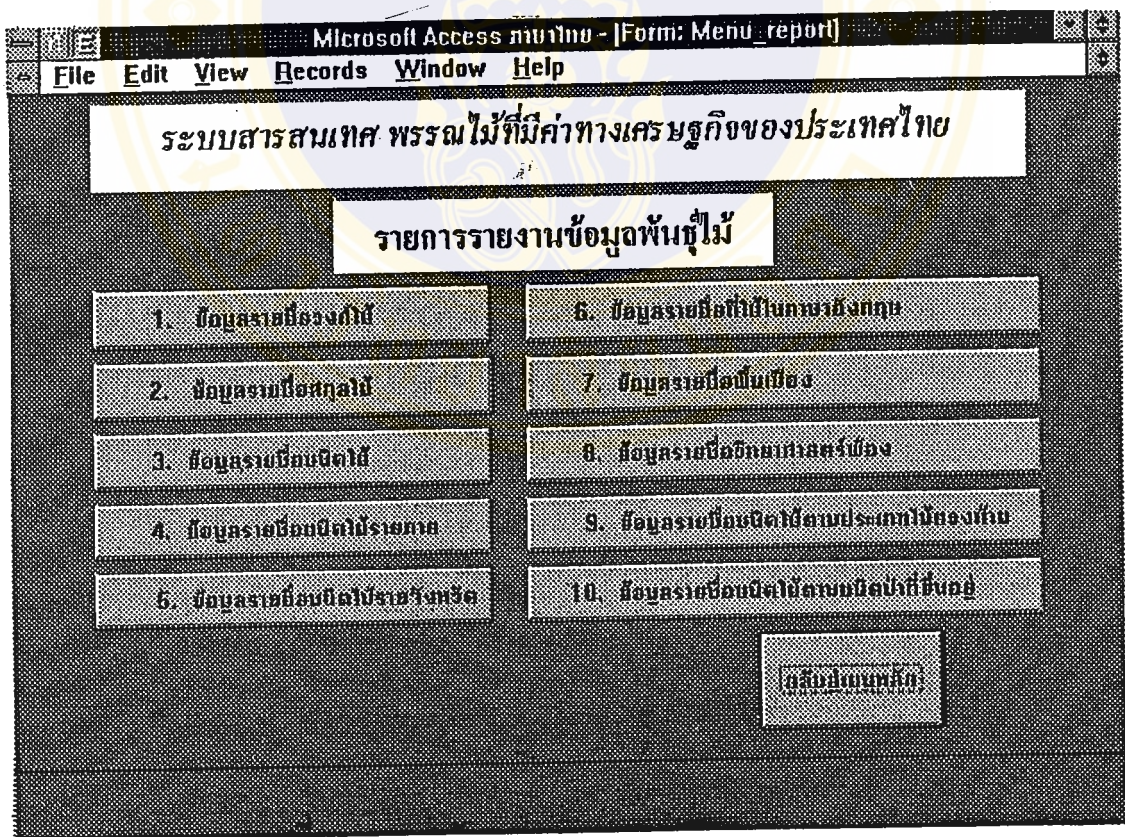 Microsoft Access ภาษาไทย - [Form: Menu_report]
File Edit View Records Window Help
ระบบสารสนเทศ พรรณไม้ที่มีค่าทางเศรษฐกิจของประเทศไทย
รายการรายงานข้อมูลพันธุ์ไม้
1. ข้อมูลรายชื่อวงศ์ไม้
2. ข้อมูลรายชื่อสกุลไม้
3. ข้อมูลรายชื่อชนิดไม้
4. ข้อมูลรายชื่อชนิดไม้รายภาค
5. ข้อมูลรายชื่อชนิดไม้รายจังหวัด
6. ข้อมูลรายชื่อที่ใช้ในภาษาอังกฤษ
7. ข้อมูลรายชื่อพื้นเมือง
8. ข้อมูลรายชื่อวิทยาศาสตร์พ้อง
9. ข้อมูลรายชื่อชนิดไม้ตามประเภทไม้หวงห้าม
10. ข้อมูลรายชื่อชนิดไม้ตามชนิดป่าที่ขึ้นอยู่
กลับสู่เมนูหลัก